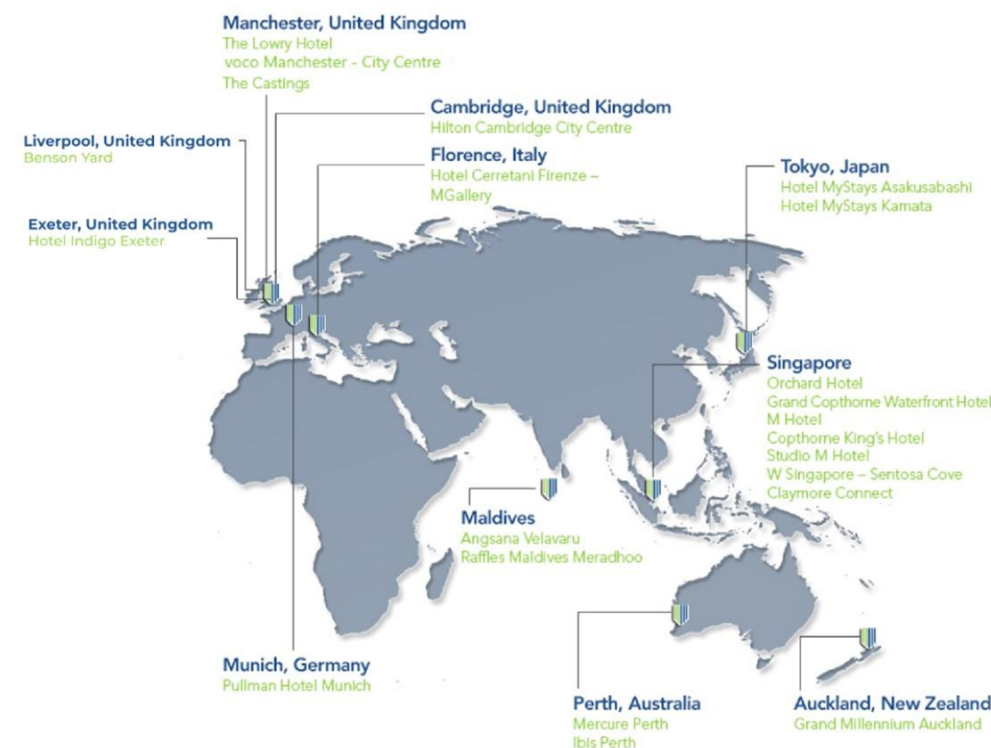 Manchester, United Kingdom
The Lowry Hotel
voco Manchester - City Centre
The Castings
Cambridge, United Kingdom
Hilton Cambridge City Centre
Liverpool, United Kingdom
Benson Yard
Florence, Italy
Hotel Cerretani Firenze –
MGallery
Tokyo, Japan
Hotel MyStays Asakusabashi
Hotel MyStays Kamata
Exeter, United Kingdom
Hotel Indigo Exeter
Singapore
Orchard Hotel
Grand Copthorne Waterfront Hotel
M Hotel
Copthorne King's Hotel
Studio M Hotel
W Singapore – Sentosa Cove
Claymore Connect
Maldives
Angsana Velavaru
Raffles Maldives Meradhoo
Munich, Germany
Pullman Hotel Munich
Perth, Australia
Mercure Perth
Ibis Perth
Auckland, New Zealand
Grand Millennium Auckland